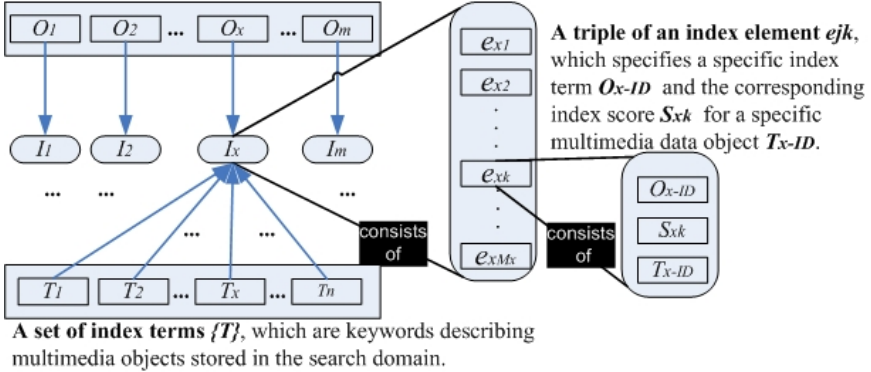 O1 O2 ... Ox ... Om
I1 I2 Ix Im
... ... ...
... ...
T1 T2 ... Tx ... Tn
A set of index terms {T}, which are keywords describing
multimedia objects stored in the search domain.
consists
of
ex1
ex2
.
.
.
exk
.
.
.
exMx
consists
of
A triple of an index element ejk,
which specifies a specific index
term Ox-ID and the corresponding
index score Sxk for a specific
multimedia data object Tx-ID.
Ox-ID
Sxk
Tx-ID